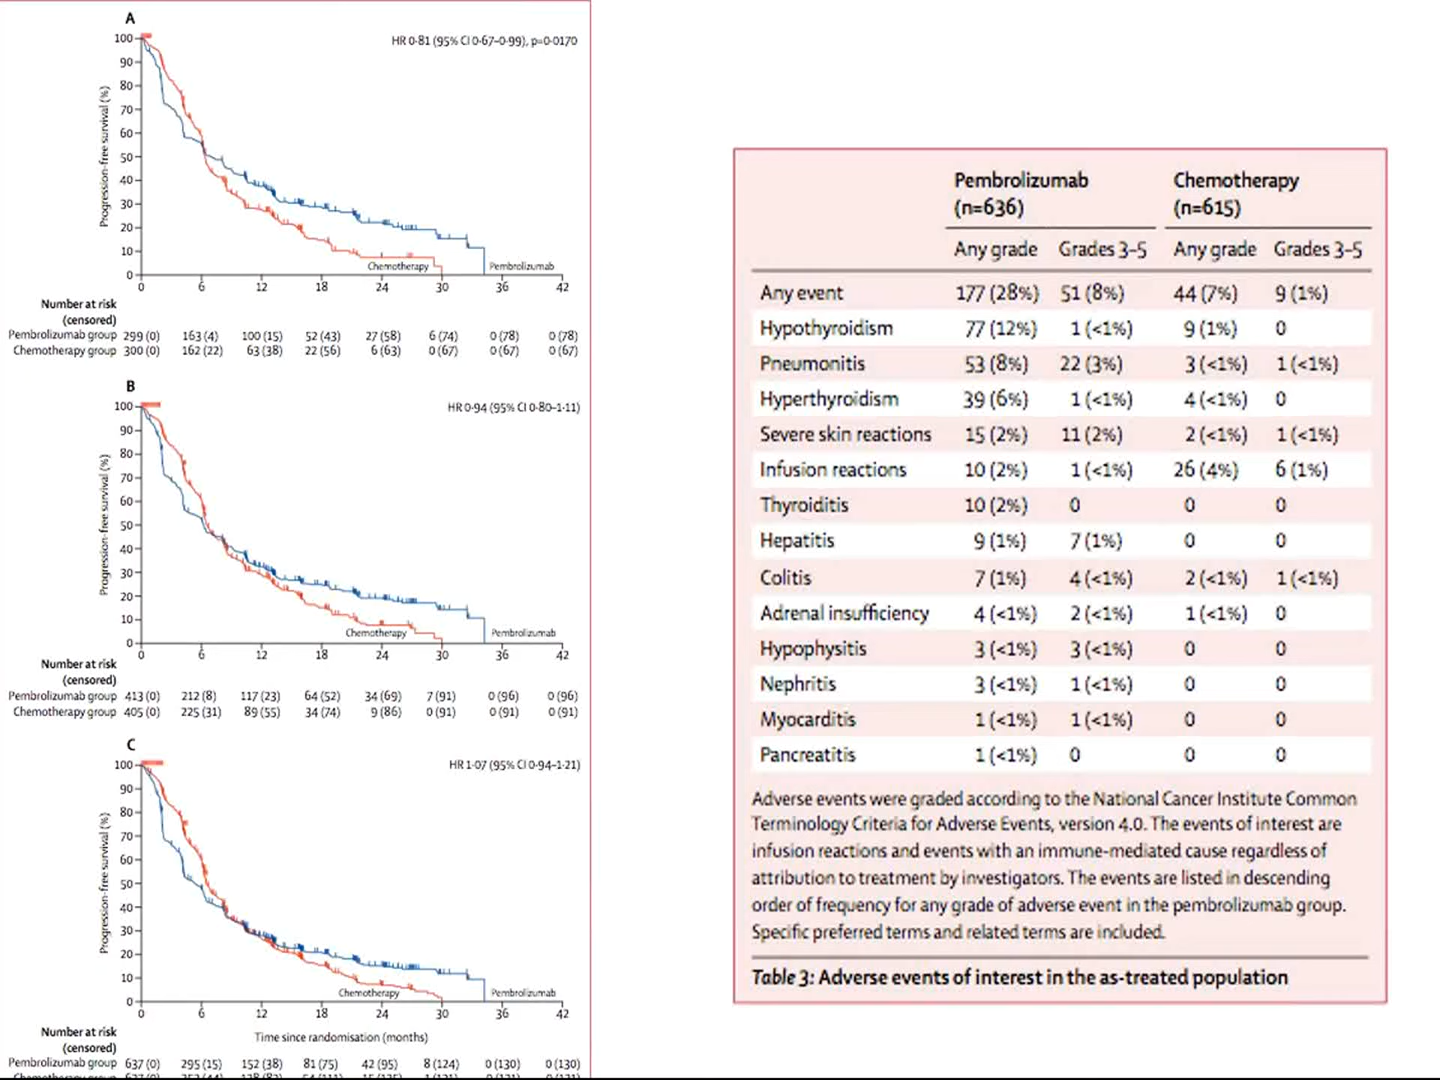 A
HR 0·81 (95% CI 0·67–0·99), p=0·0170
Progression-free survival (%)
100
90
80
70
60
50
40
30
20
10
0
Chemotherapy
Pembrolizumab
0 6 12 18 24 30 36 42
Number at risk
(censored)
Pembrolizumab group 299 (0) 163 (4) 100 (15) 52 (43) 27 (58) 6 (74) 0 (78) 0 (78)
Chemotherapy group 300 (0) 162 (22) 63 (38) 22 (56) 6 (63) 0 (67) 0 (67) 0 (67)
B
HR 0·94 (95% CI 0·80–1·11)
Progression-free survival (%)
100
90
80
70
60
50
40
30
20
10
0
Chemotherapy
Pembrolizumab
0 6 12 18 24 30 36 42
Number at risk
(censored)
Pembrolizumab group 413 (0) 212 (8) 117 (23) 64 (52) 34 (69) 7 (91) 0 (96) 0 (96)
Chemotherapy group 405 (0) 225 (31) 89 (55) 34 (74) 9 (86) 0 (91) 0 (91) 0 (91)
C
HR 1·07 (95% CI 0·94–1·21)
Progression-free survival (%)
100
90
80
70
60
50
40
30
20
10
0
Chemotherapy
Pembrolizumab
0 6 12 18 24 30 36 42
Time since randomisation (months)
Number at risk
(censored)
Pembrolizumab group 637 (0) 295 (15) 152 (38) 81 (75) 42 (95) 8 (124) 0 (130) 0 (130)
Chemotherapy group
Pembrolizumab Chemotherapy
(n=636) (n=615)
Any grade Grades 3–5 Any grade Grades 3–5
Any event 177 (28%) 51 (8%) 44 (7%) 9 (1%)
Hypothyroidism 77 (12%) 1 (<1%) 9 (1%) 0
Pneumonitis 53 (8%) 22 (3%) 3 (<1%) 1 (<1%)
Hyperthyroidism 39 (6%) 1 (<1%) 4 (<1%) 0
Severe skin reactions 15 (2%) 11 (2%) 2 (<1%) 1 (<1%)
Infusion reactions 10 (2%) 1 (<1%) 26 (4%) 6 (1%)
Thyroiditis 10 (2%) 0 0 0
Hepatitis 9 (1%) 7 (1%) 0 0
Colitis 7 (1%) 4 (<1%) 2 (<1%) 1 (<1%)
Adrenal insufficiency 4 (<1%) 2 (<1%) 1 (<1%) 0
Hypophysitis 3 (<1%) 3 (<1%) 0 0
Nephritis 3 (<1%) 1 (<1%) 0 0
Myocarditis 1 (<1%) 1 (<1%) 0 0
Pancreatitis 1 (<1%) 0 0 0
Adverse events were graded according to the National Cancer Institute Common
Terminology Criteria for Adverse Events, version 4.0. The events of interest are
infusion reactions and events with an immune-mediated cause regardless of
attribution to treatment by investigators. The events are listed in descending
order of frequency for any grade of adverse event in the pembrolizumab group.
Specific preferred terms and related terms are included.
Table 3: Adverse events of interest in the as-treated population